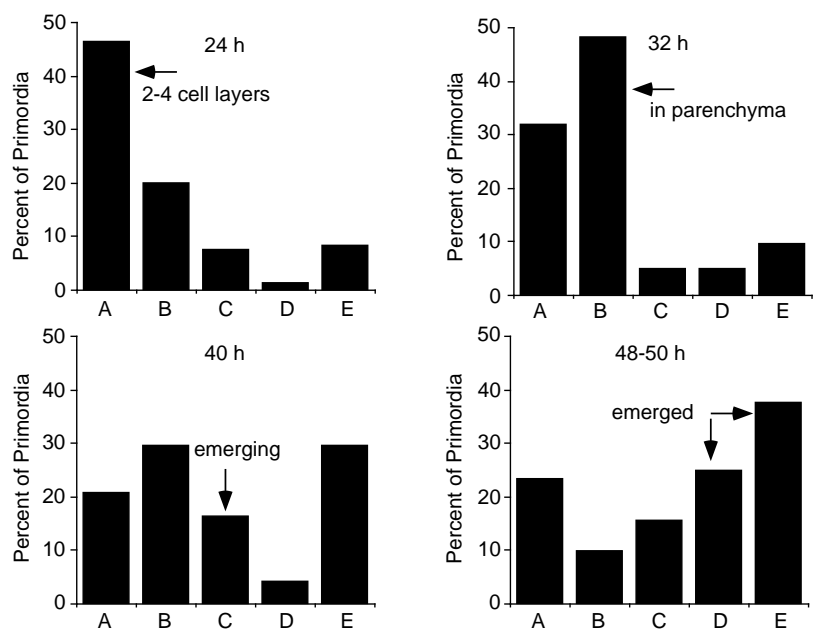 24 h
Percent of Primordia
50
40
30
20
10
0
2-4 cell layers
A B C D E
32 h
Percent of Primordia
50
40
30
20
10
0
in parenchyma
A B C D E
40 h
Percent of Primordia
50
40
30
20
10
0
emerging
A B C D E
48-50 h
Percent of Primordia
50
40
30
20
10
0
emerged
A B C D E